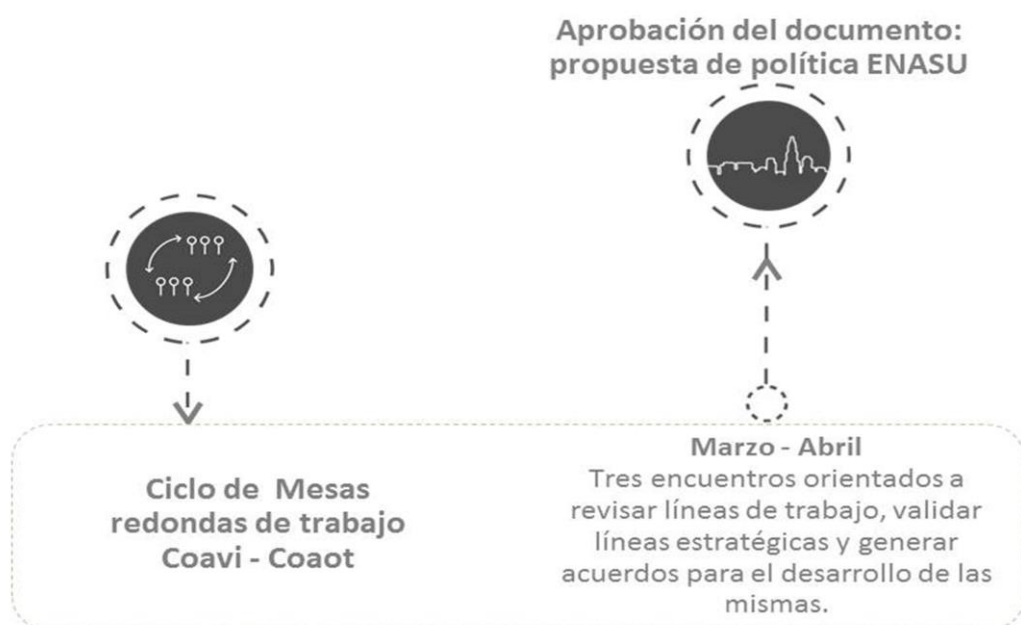 Aprobación del documento:
propuesta de política ENASU
Ciclo de Mesas
redondas de trabajo
Coavi - Coaot
Marzo - Abril
Tres encuentros orientados a
revisar líneas de trabajo, validar
líneas estratégicas y generar
acuerdos para el desarrollo de las
mismas.